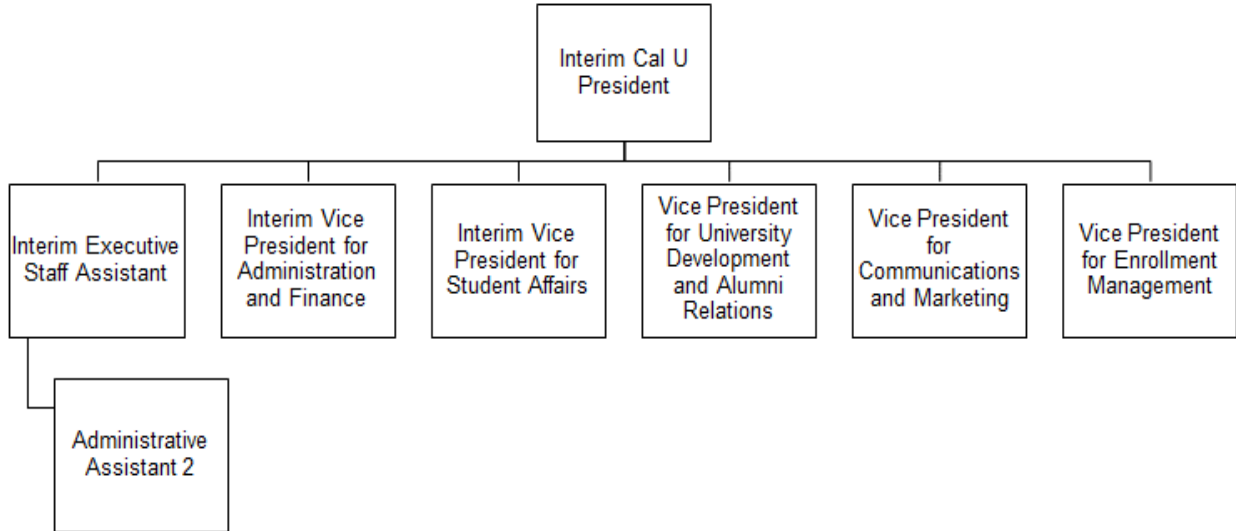 Interim Cal U
President
Interim Executive
Staff Assistant
Interim Vice
President for
Administration
and Finance
Interim Vice
President for
Student Affairs
Vice President
for University
Development
and Alumni
Relations
Vice President
for
Communications
and Marketing
Vice President
for Enrollment
Management
Administrative
Assistant 2